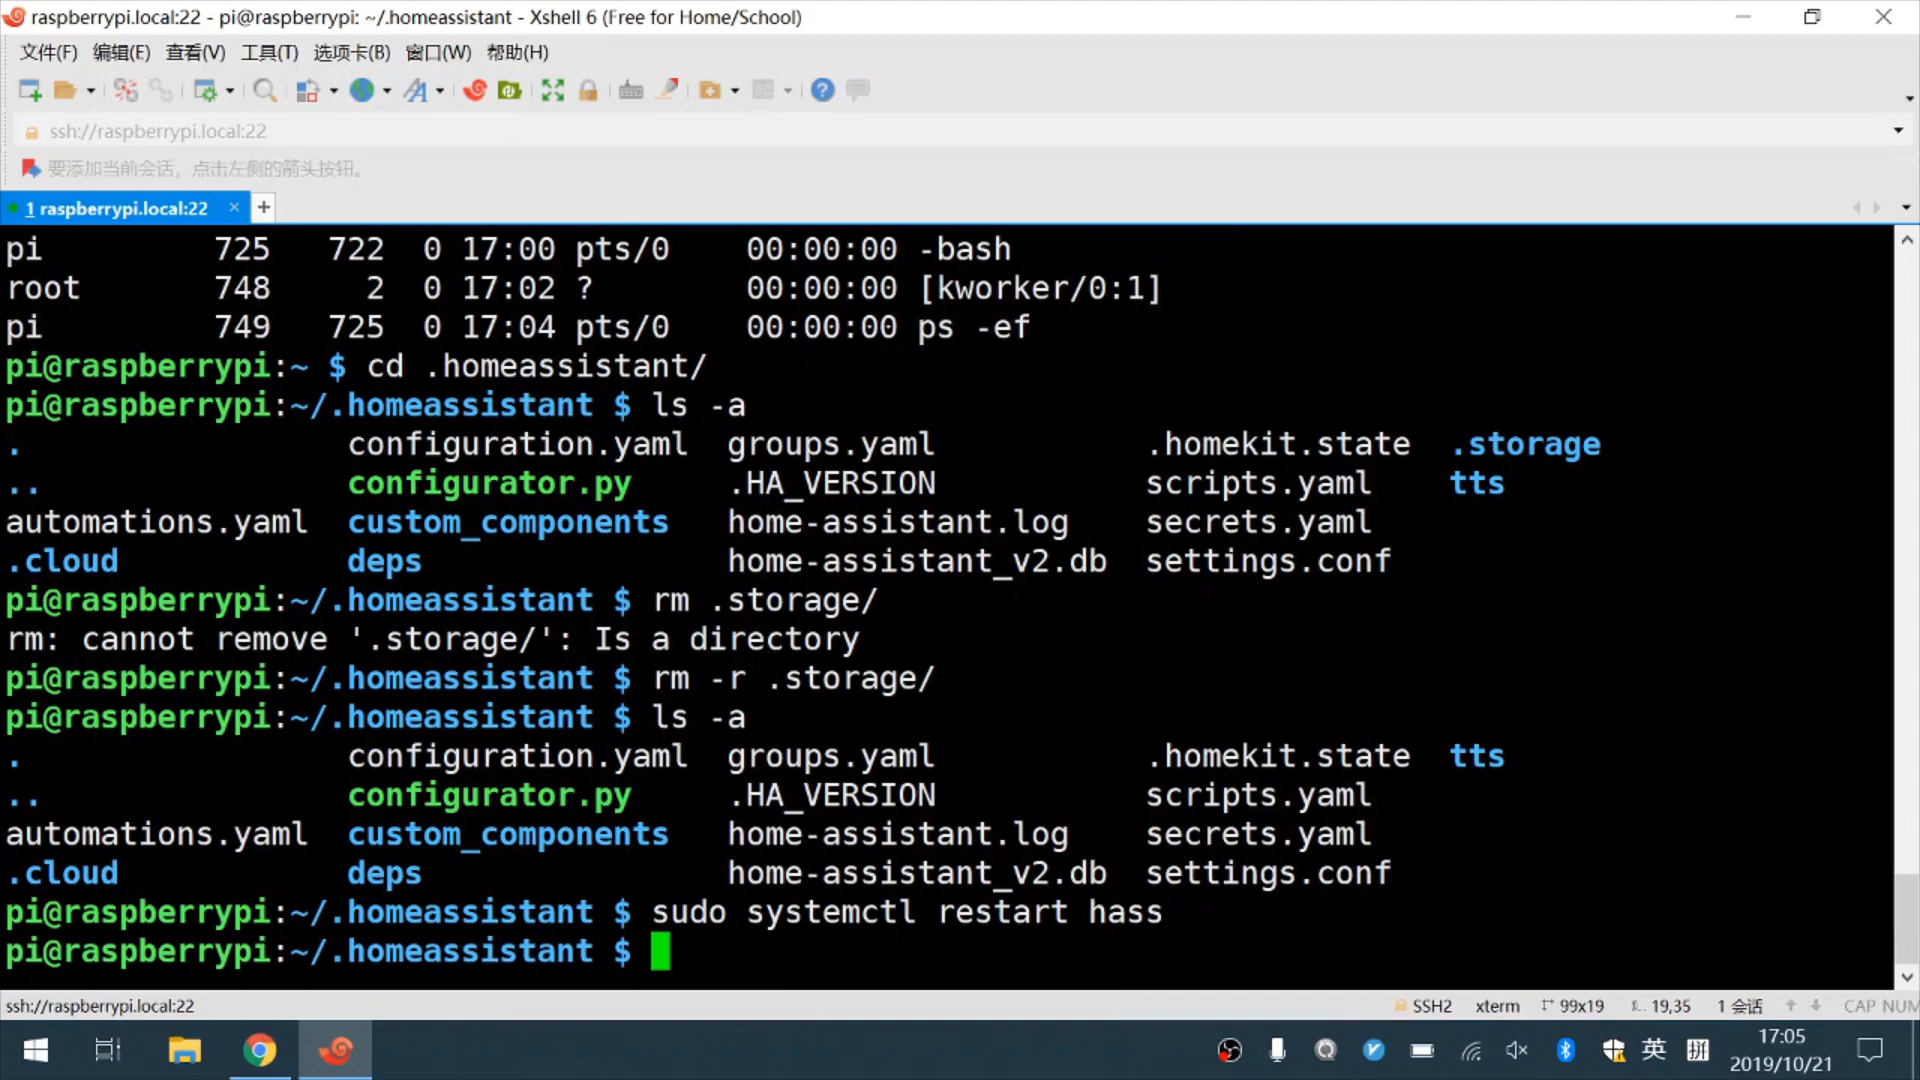 raspberrypi.local:22 - pi@raspberrypi: ~/.homeassistant - Xshell 6 (Free for Home/School)
文件(F) 编辑(E) 查看(V) 工具(T) 选项卡(B) 窗口(W) 帮助(H)
ssh://raspberrypi.local:22
要添加当前会话，点击左侧的箭头按钮。
1 raspberrypi.local:22 × +
pi 725 722 0 17:00 pts/0 00:00:00 -bash
root 748 2 0 17:02 ? 00:00:00 [kworker/0:1]
pi 749 725 0 17:04 pts/0 00:00:00 ps -ef
pi@raspberrypi:~ $ cd .homeassistant/
pi@raspberrypi:~/.homeassistant $ ls -a
. configuration.yaml groups.yaml .homekit.state .storage
.. configurator.py .HA_VERSION scripts.yaml tts
automations.yaml custom_components home-assistant.log secrets.yaml
.cloud deps home-assistant_v2.db settings.conf
pi@raspberrypi:~/.homeassistant $ rm .storage/
rm: cannot remove '.storage/': Is a directory
pi@raspberrypi:~/.homeassistant $ rm -r .storage/
pi@raspberrypi:~/.homeassistant $ ls -a
. configuration.yaml groups.yaml .homekit.state tts
.. configurator.py .HA_VERSION scripts.yaml
automations.yaml custom_components home-assistant.log secrets.yaml
.cloud deps home-assistant_v2.db settings.conf
pi@raspberrypi:~/.homeassistant $ sudo systemctl restart hass
pi@raspberrypi:~/.homeassistant $
ssh://raspberrypi.local:22 SSH2 xterm 99x19 19,35 1 会话 CAP NUM
英 拼 17:05
2019/10/21